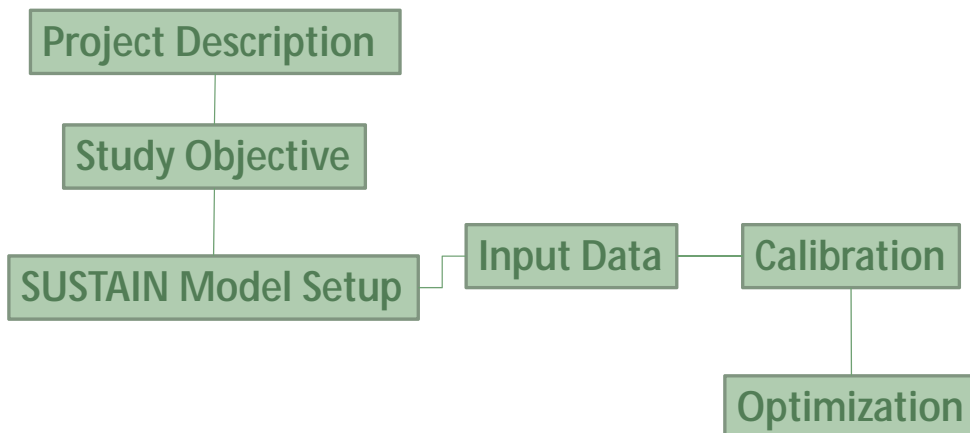 Project Description
Study Objective
SUSTAIN Model Setup
Input Data
Calibration
Optimization